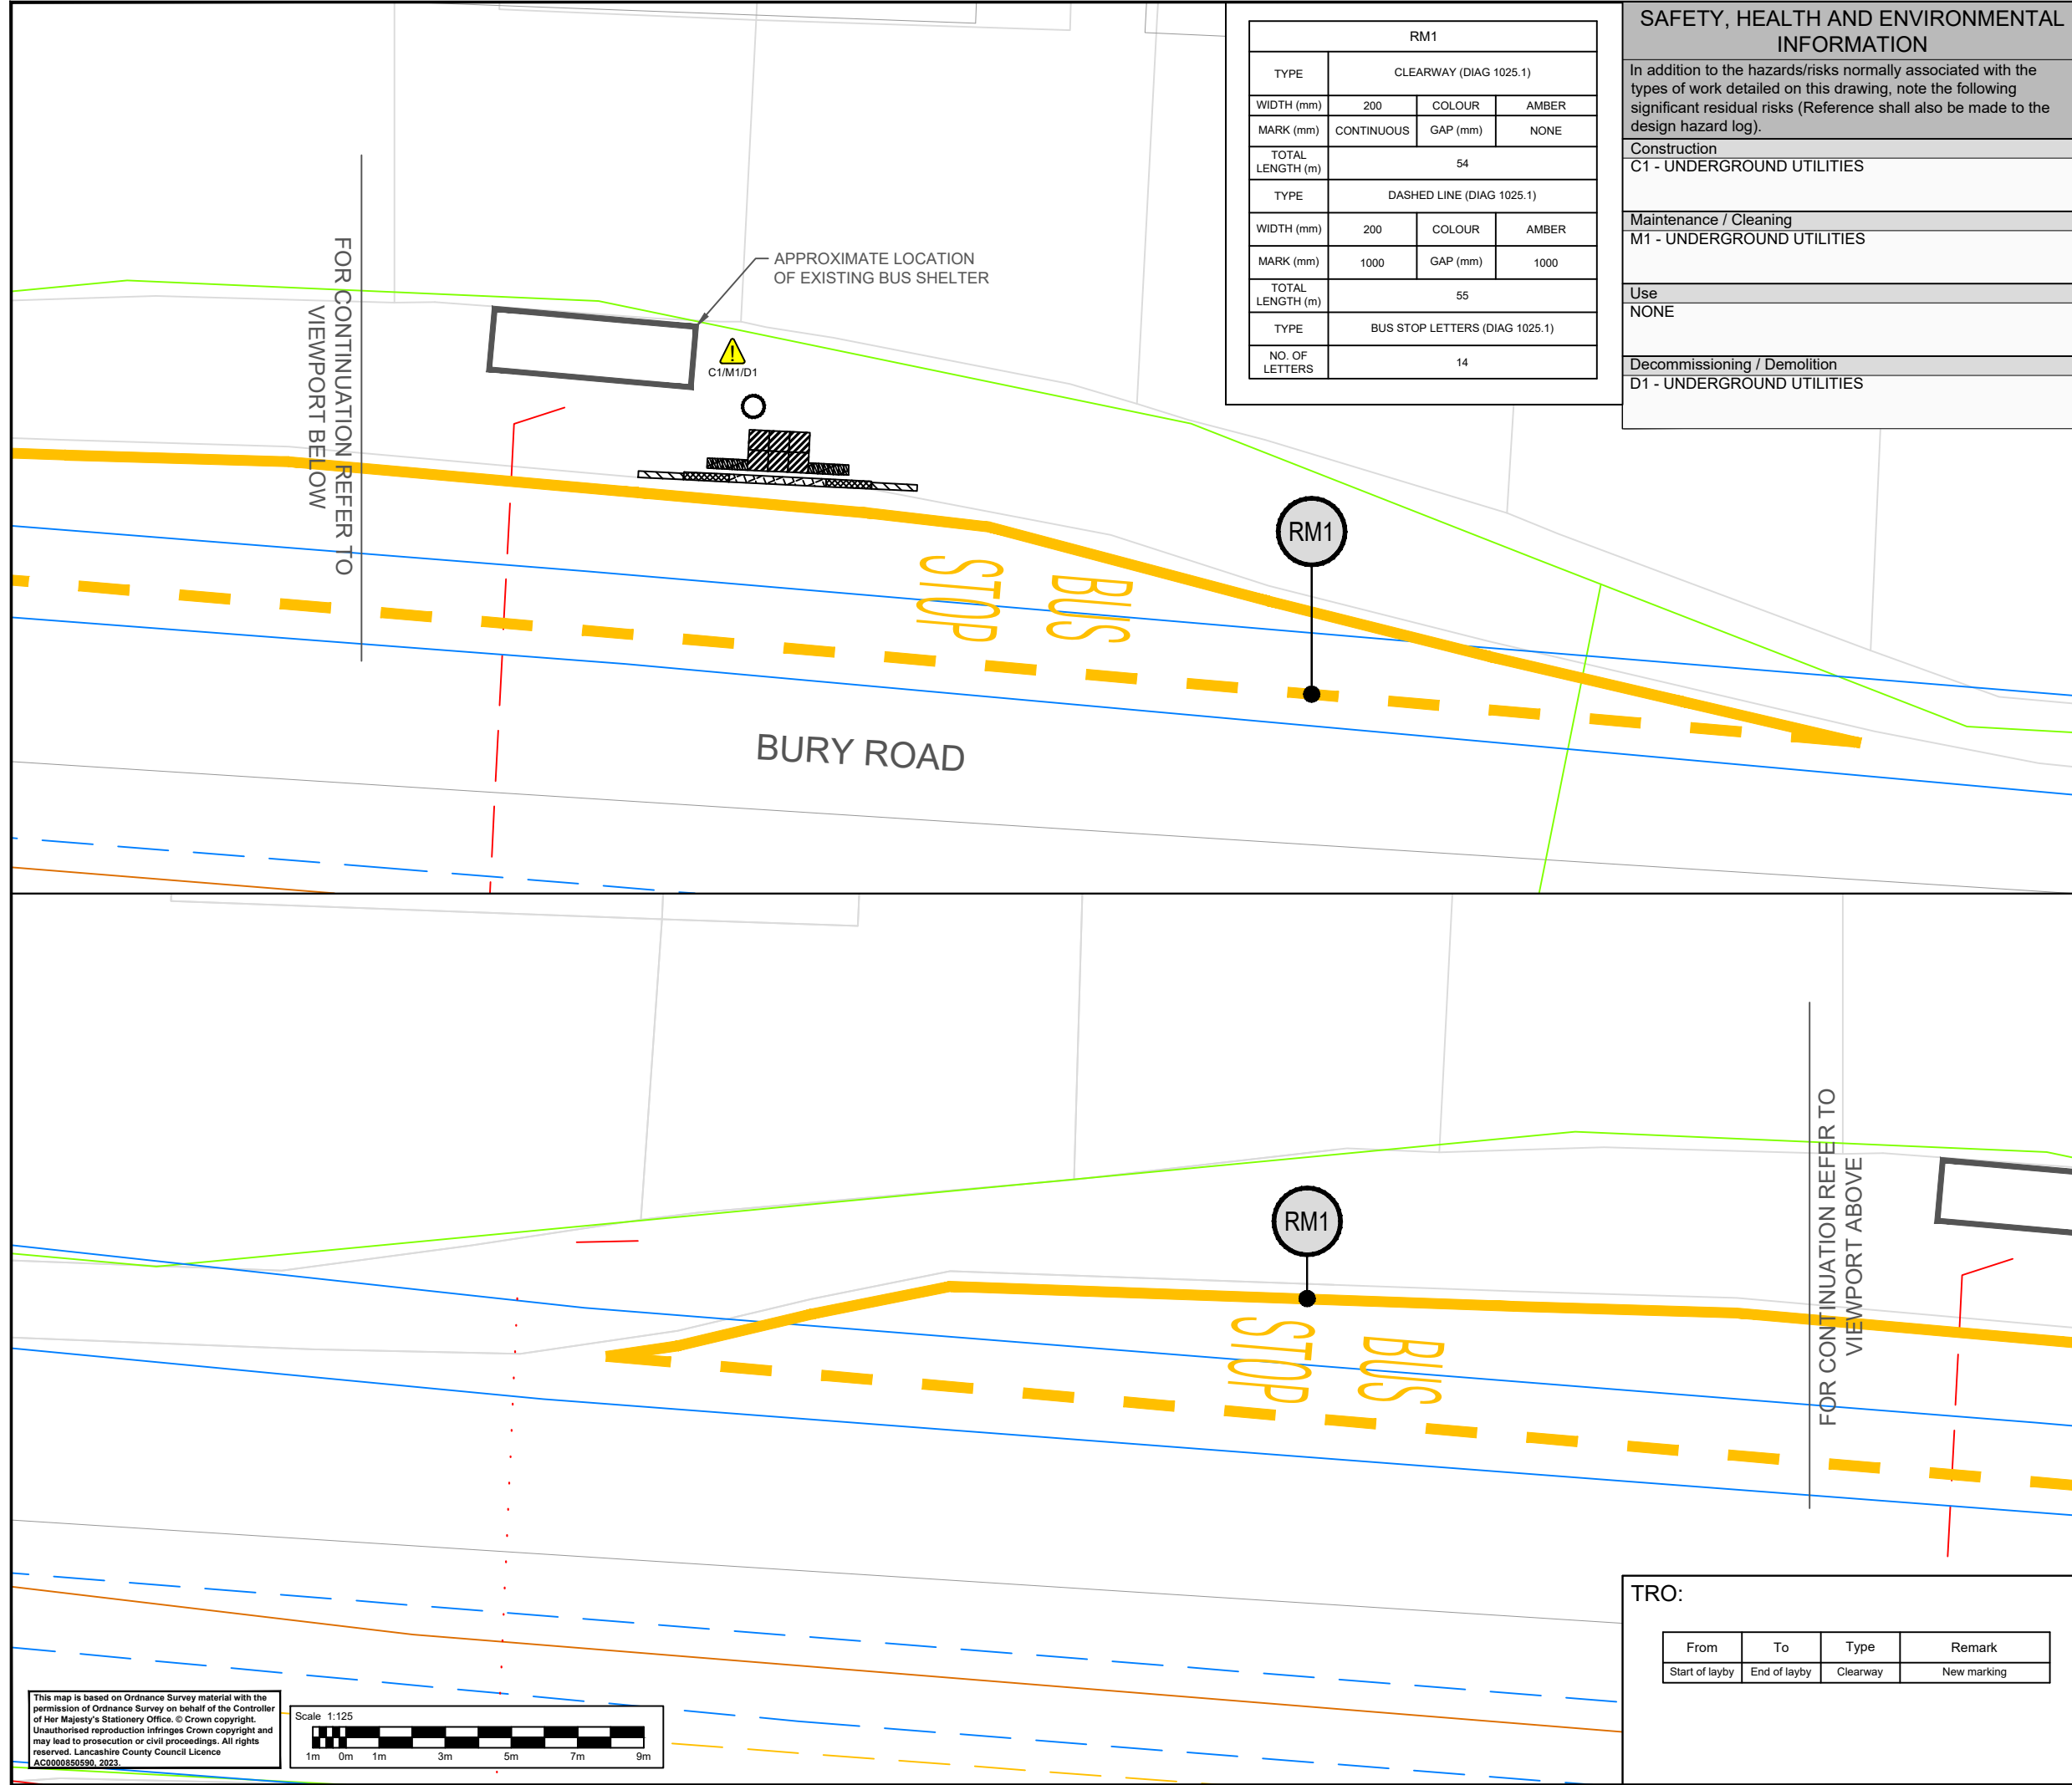 RM1
TYPE CLEARWAY (DIAG 1025.1)
WIDTH (mm) 200 COLOUR AMBER
MARK (mm) CONTINUOUS GAP (mm) NONE
TOTAL
LENGTH (m) 54
TYPE DASHED LINE (DIAG 1025.1)
WIDTH (mm) 200 COLOUR AMBER
MARK (mm) 1000 GAP (mm) 1000
TOTAL
LENGTH (m) 55
TYPE BUS STOP LETTERS (DIAG 1025.1)
NO. OF
LETTERS 14
SAFETY, HEALTH AND ENVIRONMENTAL
INFORMATION
In addition to the hazards/risks normally associated with the
types of work detailed on this drawing, note the following
significant residual risks (Reference shall also be made to the
design hazard log).
Construction
C1 - UNDERGROUND UTILITIES
Maintenance / Cleaning
M1 - UNDERGROUND UTILITIES
Use
NONE
Decommissioning / Demolition
D1 - UNDERGROUND UTILITIES
FOR CONTINUATION REFER TO
VIEWPORT BELOW
APPROXIMATE LOCATION
OF EXISTING BUS SHELTER
C1/M1/D1
RM1
BUS
STOP
BURY ROAD
RM1
BUS
STOP
FOR CONTINUATION REFER TO
VIEWPORT ABOVE
TRO:
From To Type Remark
Start of layby End of layby Clearway New marking
This map is based on Ordnance Survey material with the
permission of Ordnance Survey on behalf of the Controller
of Her Majesty's Stationery Office. © Crown copyright.
Unauthorised reproduction infringes Crown copyright and
may lead to prosecution or civil proceedings. All rights
reserved. Lancashire County Council Licence
AC0000850590, 2023.
Scale 1:125
1m 0m 1m 3m 5m 7m 9m